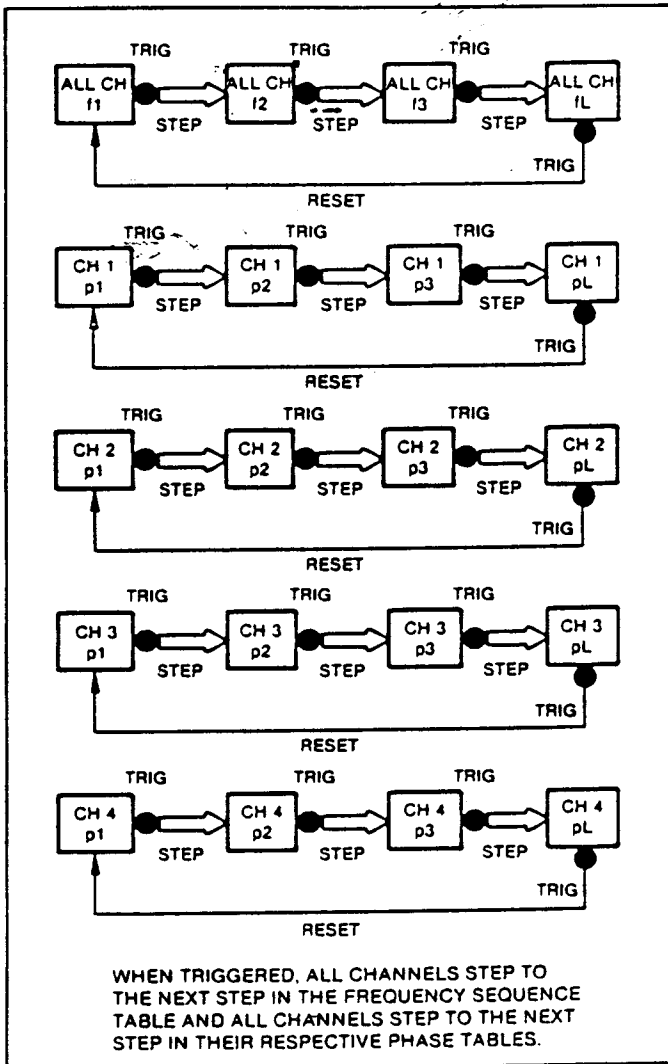 TRIG TRIG TRIG
ALL CH ALL CH ALL CH ALL CH
f1 f2 f3 fL
STEP STEP STEP
TRIG
RESET
TRIG TRIG TRIG
CH 1 CH 1 CH 1 CH 1
p1 p2 p3 pL
STEP STEP STEP
TRIG
RESET
TRIG TRIG TRIG
CH 2 CH 2 CH 2 CH 2
p1 p2 p3 pL
STEP STEP STEP
TRIG
RESET
TRIG TRIG TRIG
CH 3 CH 3 CH 3 CH 3
p1 p2 p3 pL
STEP STEP STEP
TRIG
RESET
TRIG TRIG TRIG
CH 4 CH 4 CH 4 CH 4
p1 p2 p3 pL
STEP STEP STEP
TRIG
RESET
WHEN TRIGGERED, ALL CHANNELS STEP TO
THE NEXT STEP IN THE FREQUENCY SEQUENCE
TABLE AND ALL CHANNELS STEP TO THE NEXT
STEP IN THEIR RESPECTIVE PHASE TABLES.